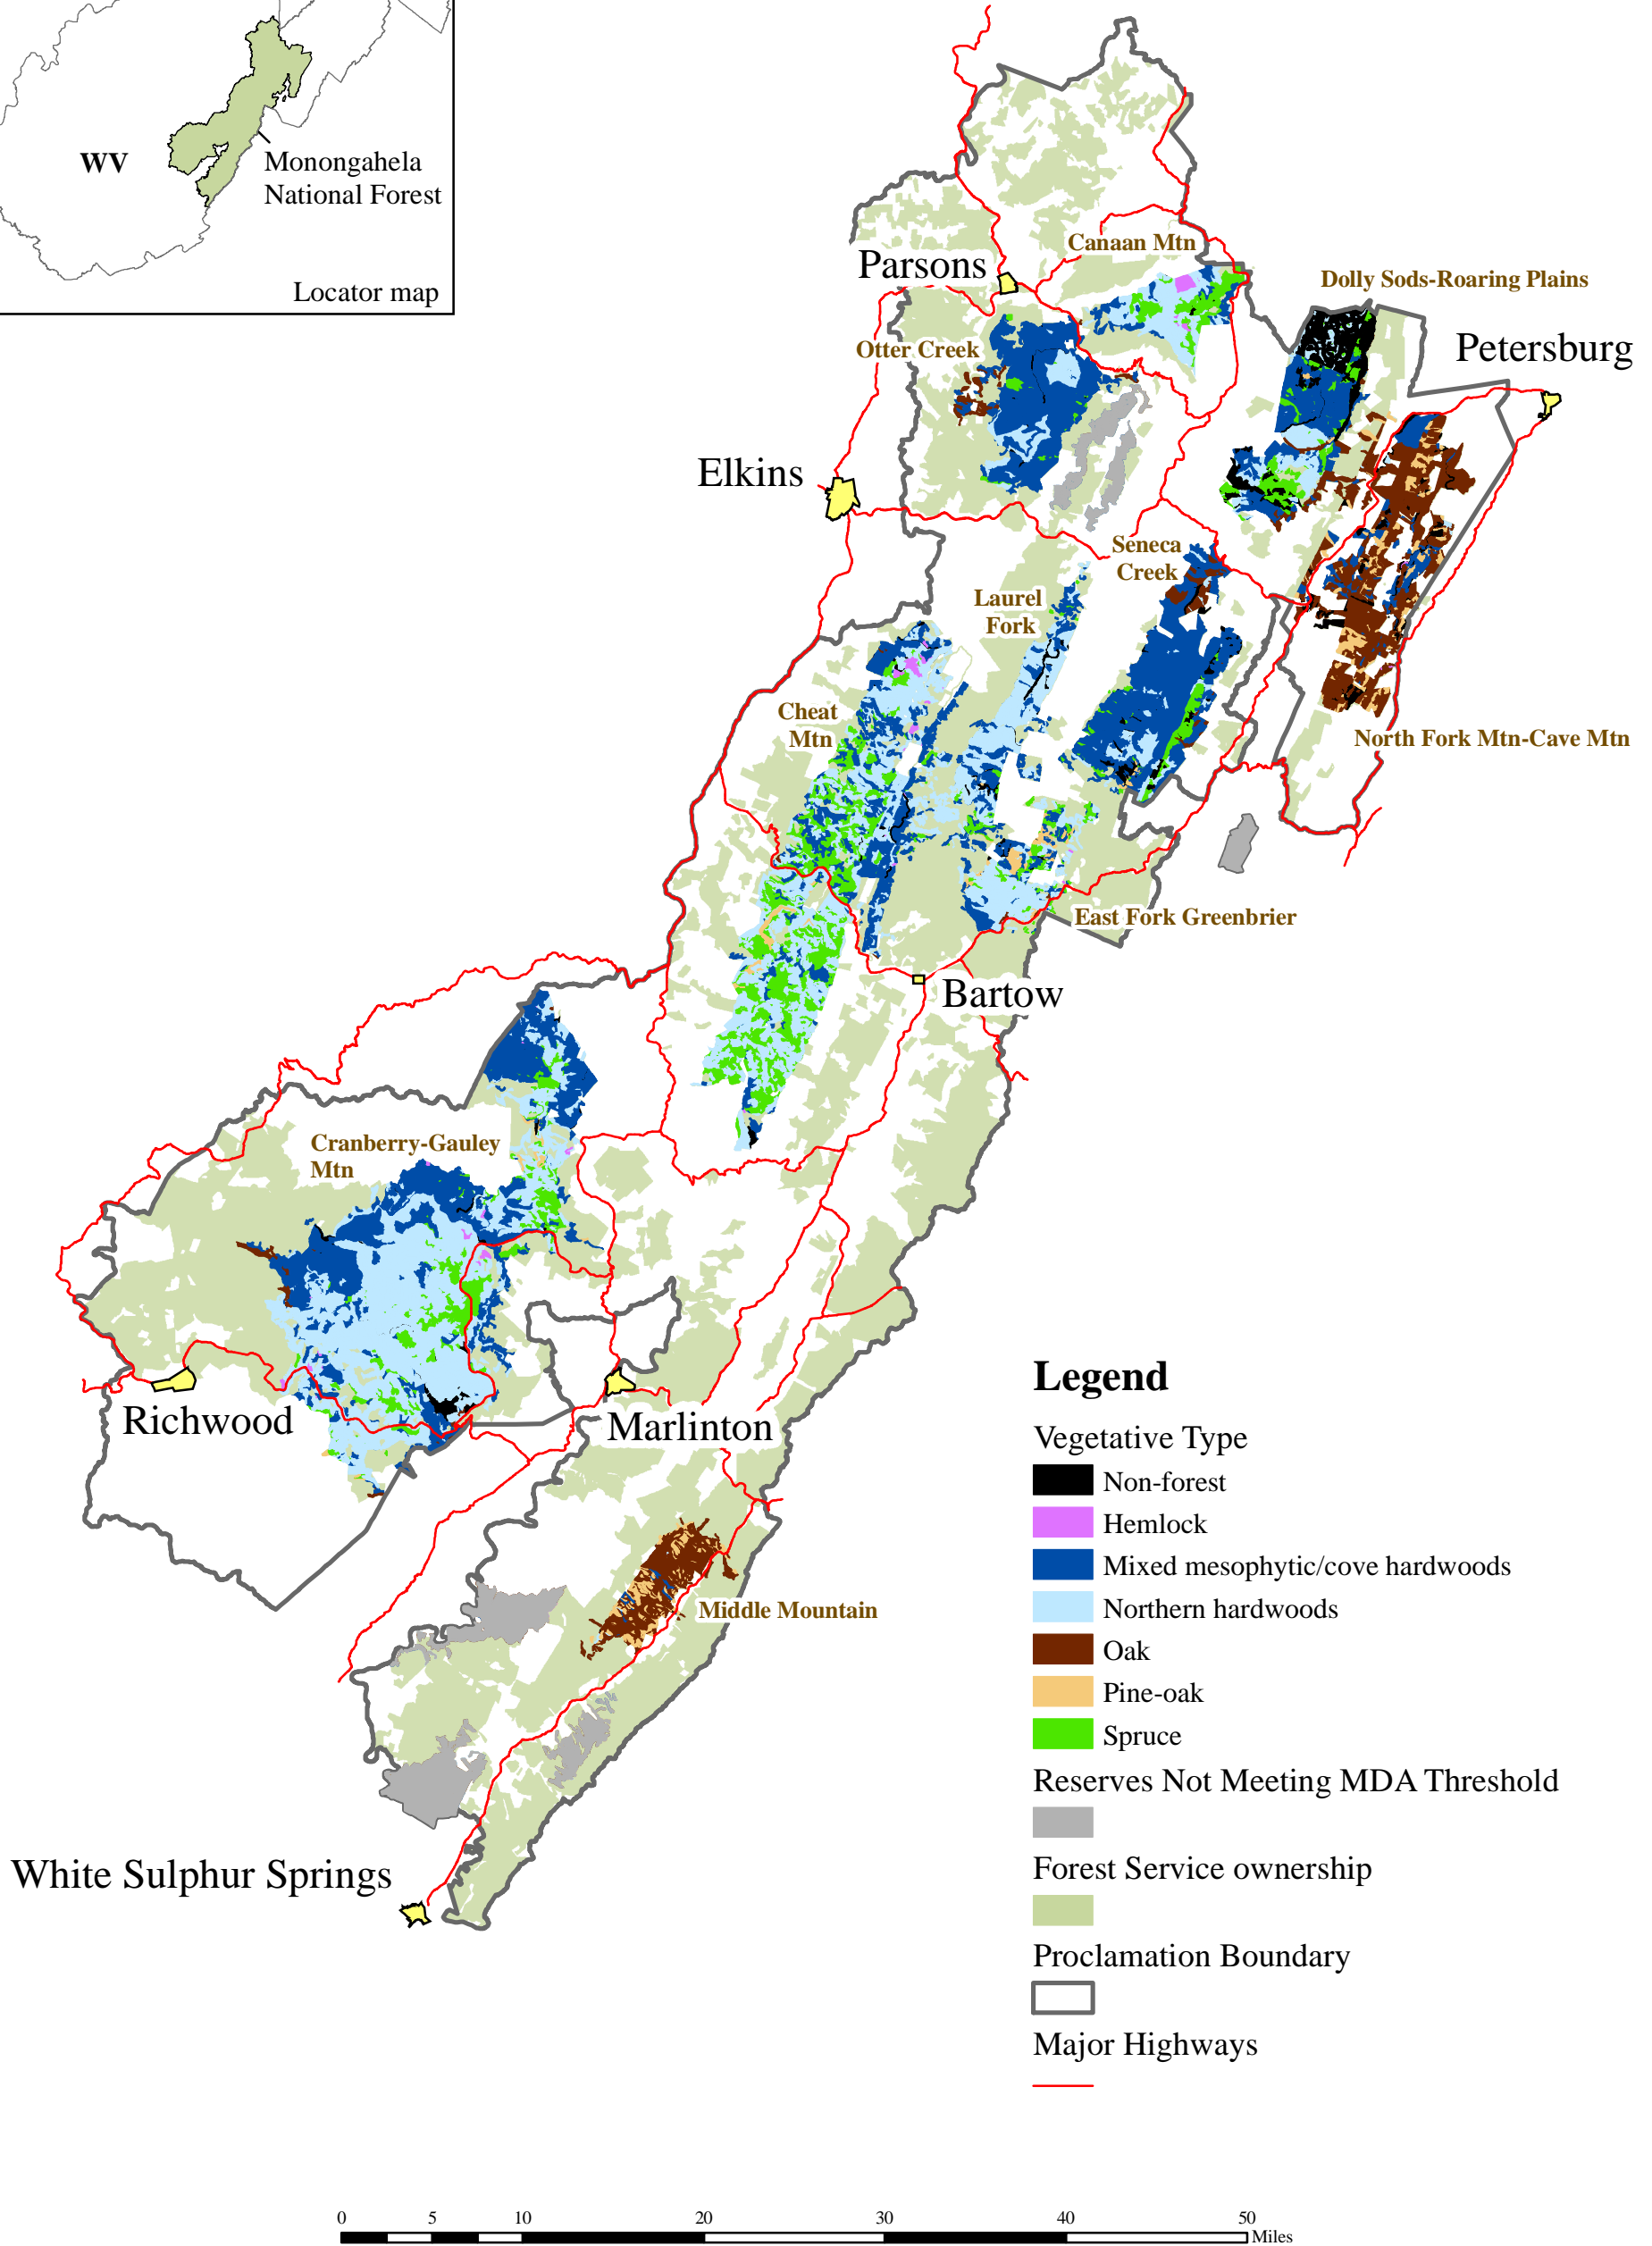 WV
Monongahela
National Forest
Locator map
Canaan Mtn
Parsons
Dolly Sods-Roaring Plains
Petersburg
Otter Creek
Elkins
Seneca
Creek
Laurel
Fork
Cheat
Mtn
North Fork Mtn-Cave Mtn
East Fork Greenbrier
Bartow
Cranberry-Gauley
Mtn
Richwood
Marlinton
Middle Mountain
White Sulphur Springs
Legend
Vegetative Type
Non-forest
Hemlock
Mixed mesophytic/cove hardwoods
Northern hardwoods
Oak
Pine-oak
Spruce
Reserves Not Meeting MDA Threshold
Forest Service ownership
Proclamation Boundary
Major Highways
0 5 10 20 30 40 50
Miles